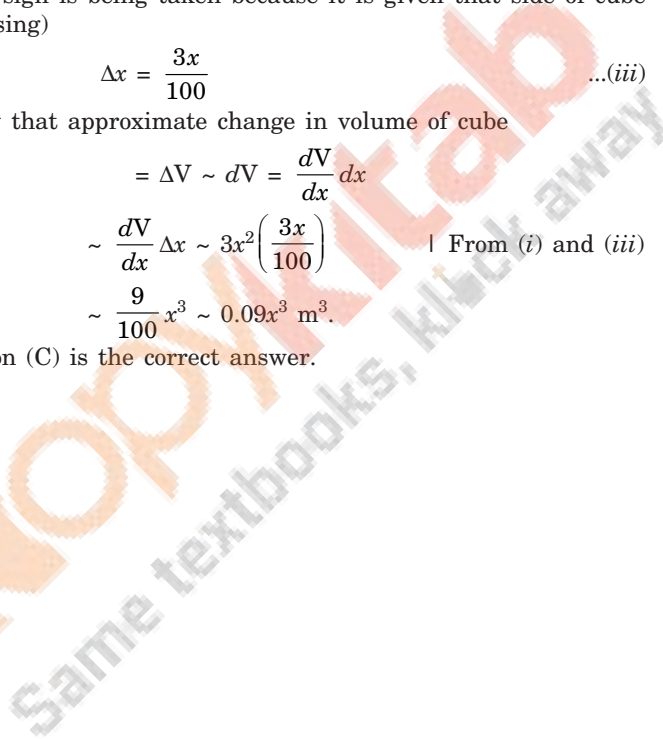 sign is being taken because it is given that side of cube
sing)
Δx = 3x/100 ...(iii)
that approximate change in volume of cube
= ΔV ~ dV = dV/dx dx
~ dV/dx Δx ~ 3x²(3x/100) | From (i) and (iii)
~ 9/100 x³ ~ 0.09x³ m³.
on (C) is the correct answer.
Nopykitab
Same textbooks, klick away